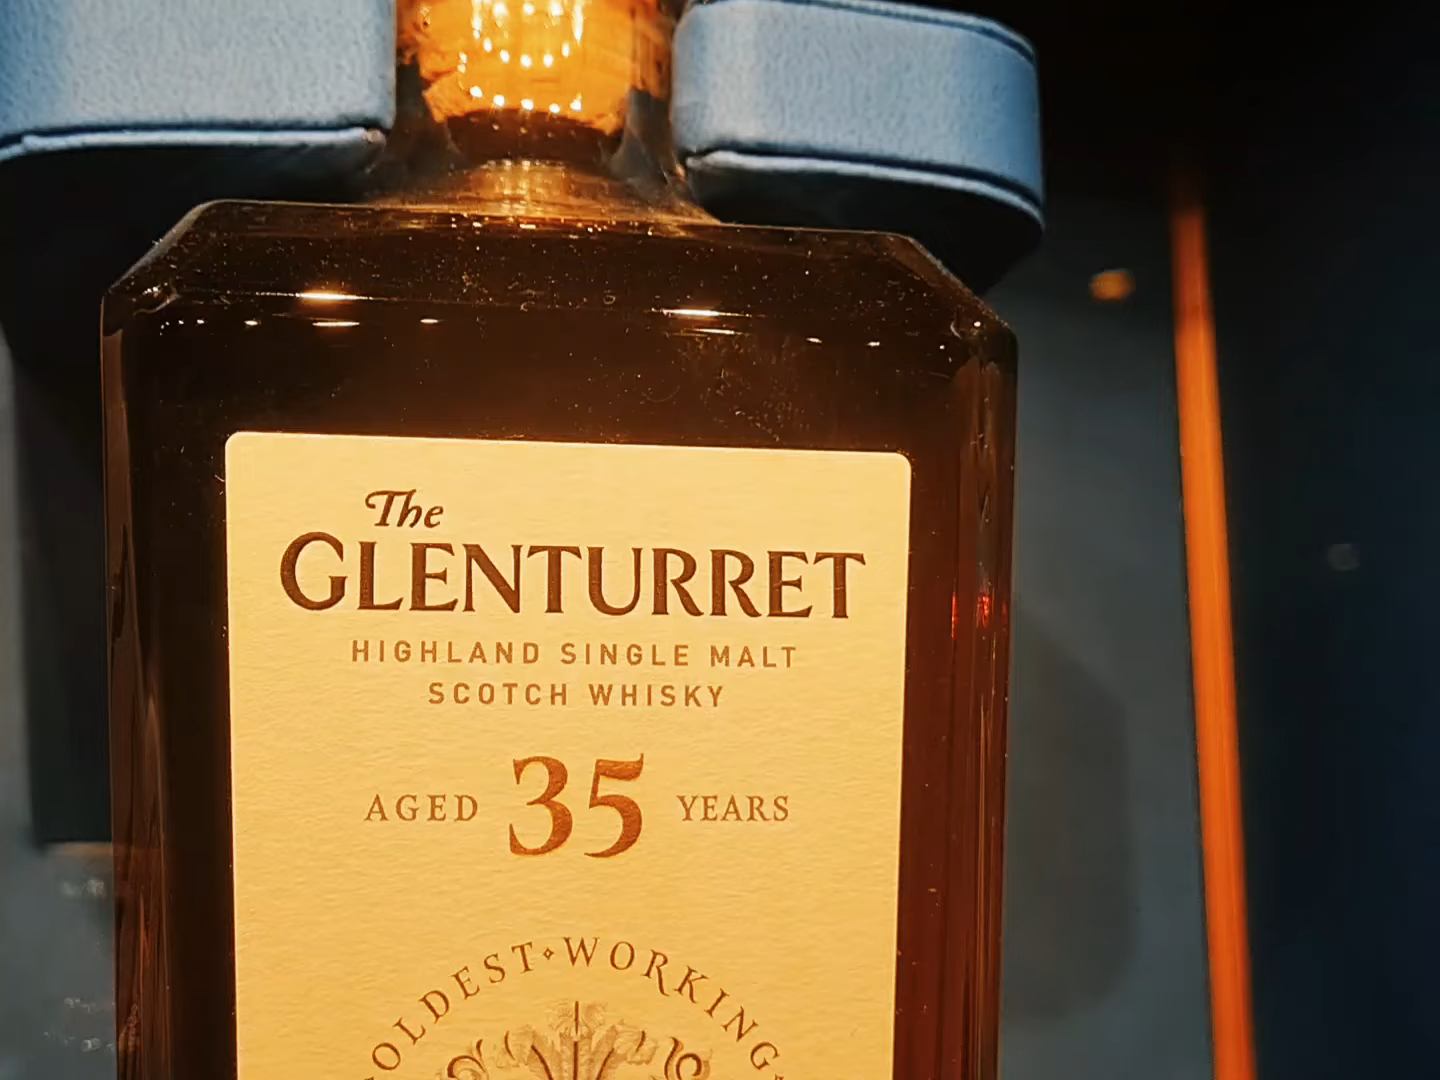 The
GLENTURRET
HIGHLAND SINGLE MALT
SCOTCH WHISKY
AGED 35 YEARS
OLDEST WORKING